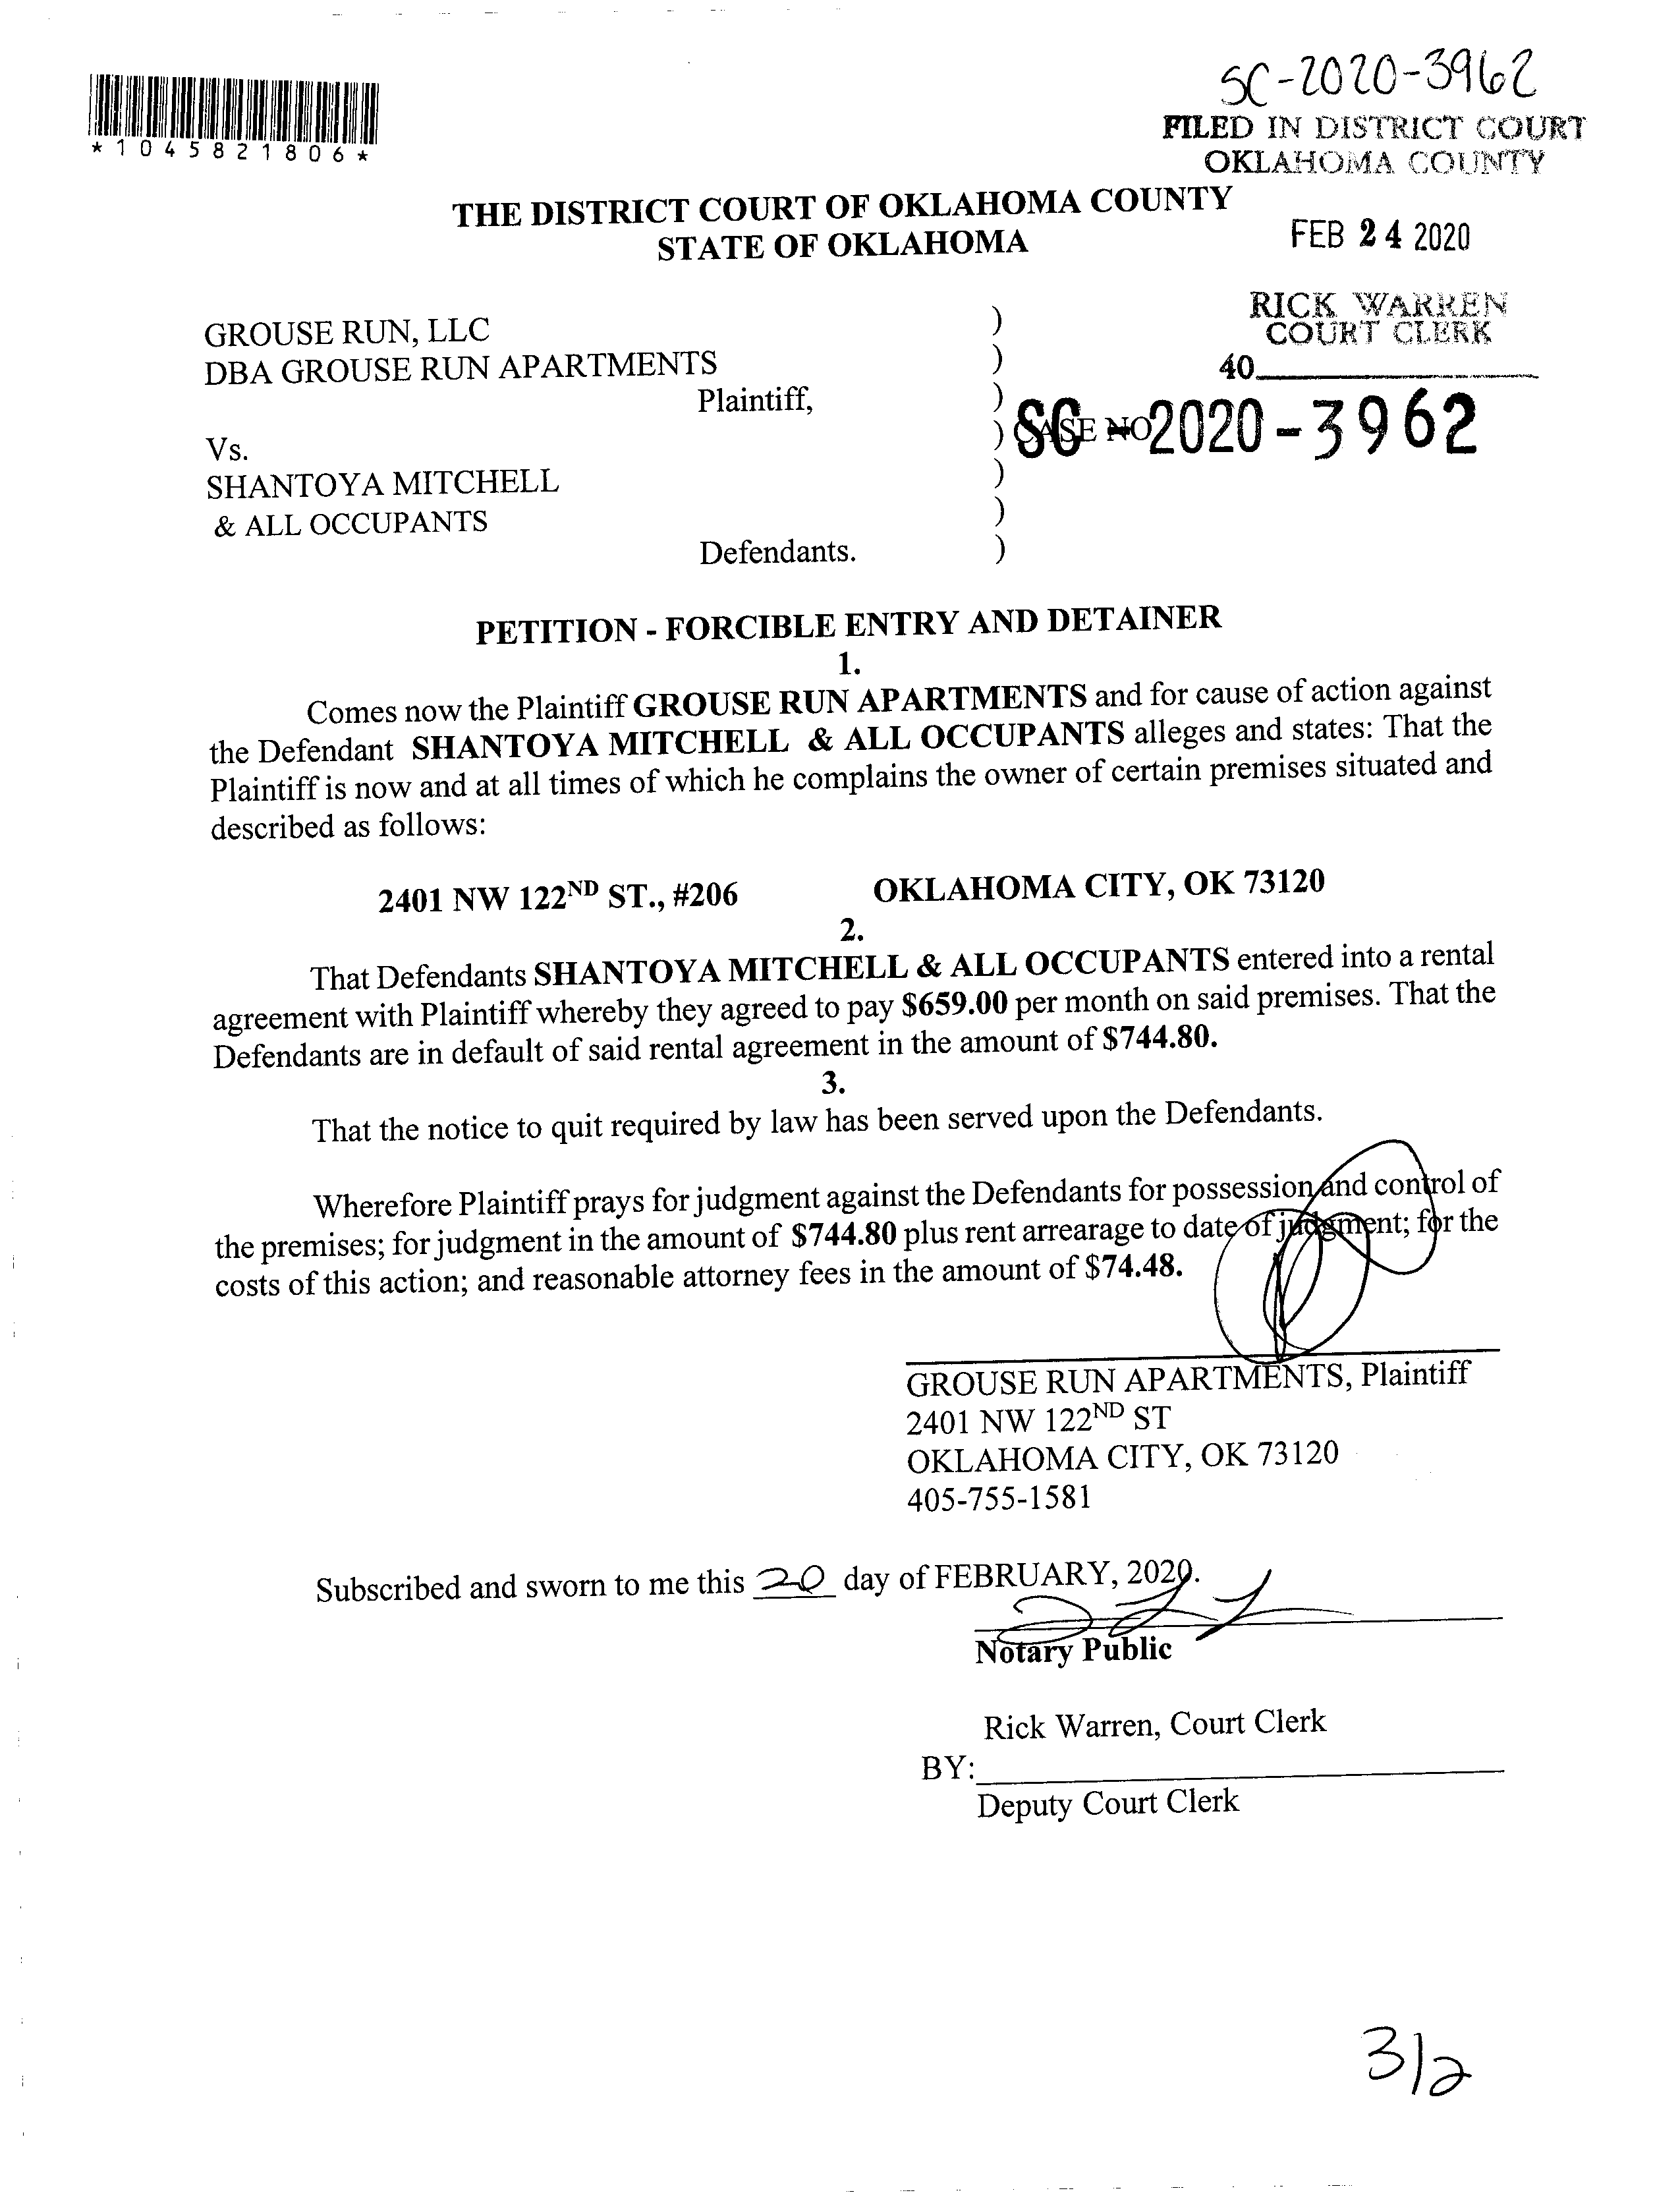 SC-2020-3962
*1045821806*
FILED IN DISTRICT COURT
OKLAHOMA COUNTY
THE DISTRICT COURT OF OKLAHOMA COUNTY
STATE OF OKLAHOMA
FEB 24 2020
RICK WARREN
COURT CLERK
40
GROUSE RUN, LLC )
DBA GROUSE RUN APARTMENTS )
Plaintiff, )
) CASE NO SC-2020-3962
Vs.
SHANTOYA MITCHELL )
& ALL OCCUPANTS )
Defendants. )
PETITION - FORCIBLE ENTRY AND DETAINER
1.
Comes now the Plaintiff GROUSE RUN APARTMENTS and for cause of action against
the Defendant SHANTOYA MITCHELL & ALL OCCUPANTS alleges and states: That the
Plaintiff is now and at all times of which he complains the owner of certain premises situated and
described as follows:
2401 NW 122ND ST., #206 OKLAHOMA CITY, OK 73120
2.
That Defendants SHANTOYA MITCHELL & ALL OCCUPANTS entered into a rental
agreement with Plaintiff whereby they agreed to pay $659.00 per month on said premises. That the
Defendants are in default of said rental agreement in the amount of $744.80.
3.
That the notice to quit required by law has been served upon the Defendants.
Wherefore Plaintiff prays for judgment against the Defendants for possession and control of
the premises; for judgment in the amount of $744.80 plus rent arrearage to date of judgment; for the
costs of this action; and reasonable attorney fees in the amount of $74.48.
GROUSE RUN APARTMENTS, Plaintiff
2401 NW 122ND ST
OKLAHOMA CITY, OK 73120
405-755-1581
Subscribed and sworn to me this 20 day of FEBRUARY, 2020.
Notary Public
Rick Warren, Court Clerk
BY:
Deputy Court Clerk
3/2